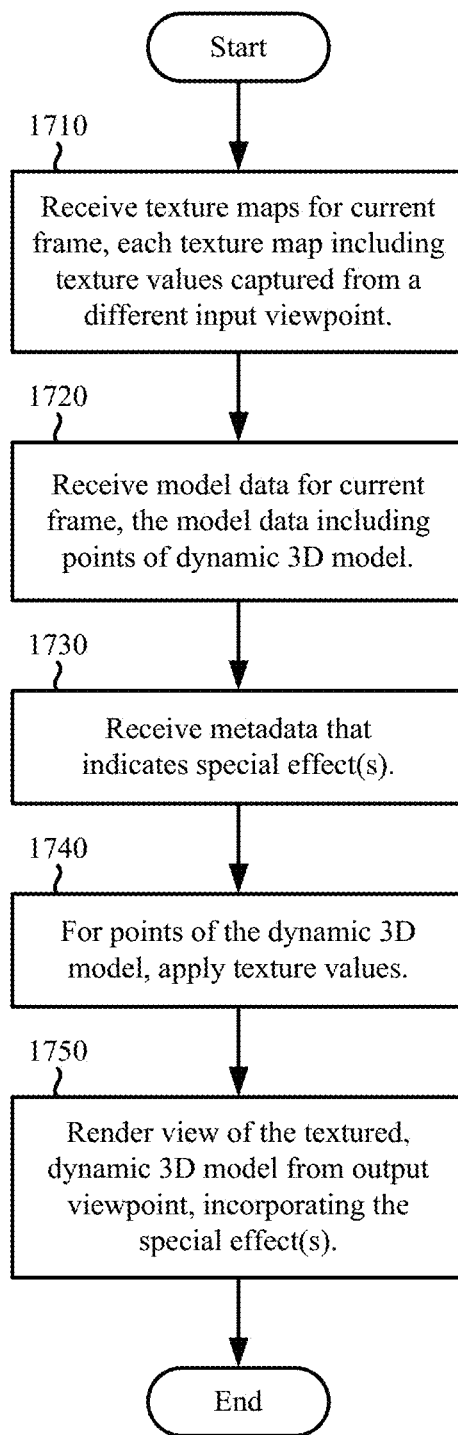 Start
1710
Receive texture maps for current
frame, each texture map including
texture values captured from a
different input viewpoint.
1720
Receive model data for current
frame, the model data including
points of dynamic 3D model.
1730
Receive metadata that
indicates special effect(s).
1740
For points of the dynamic 3D
model, apply texture values.
1750
Render view of the textured,
dynamic 3D model from output
viewpoint, incorporating the
special effect(s).
End